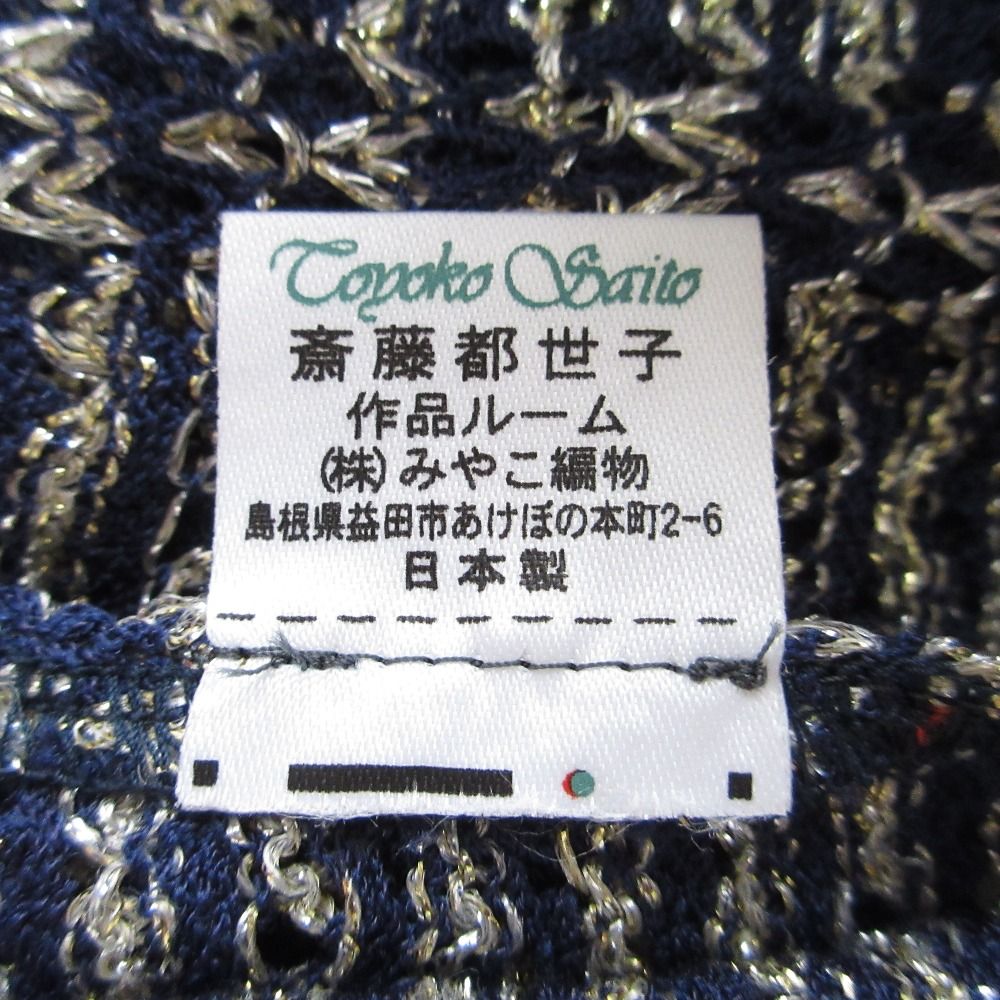 Toyoko Saito
斎藤都世子
作品ルーム
(株)みやこ編物
島根県益田市あけぼの本町2-6
日本製